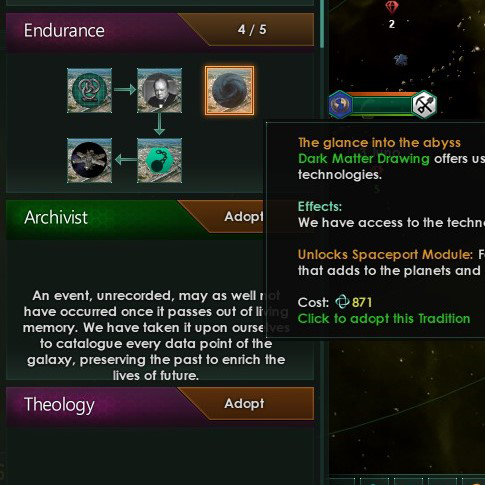 Endurance
4 / 5
2
The glance into the abyss
Dark Matter Drawing offers us
technologies.
Effects:
We have access to the techn
Unlocks Spaceport Module: F
that adds to the planets and
Cost: 871
Click to adopt this Tradition
Archivist
Adopt
An event, unrecorded, may as well not
have occurred once it passes out of living
memory. We have taken it upon ourselves
to catalogue every data point of the
galaxy, preserving the past to enrich the
lives of future.
Theology
Adopt